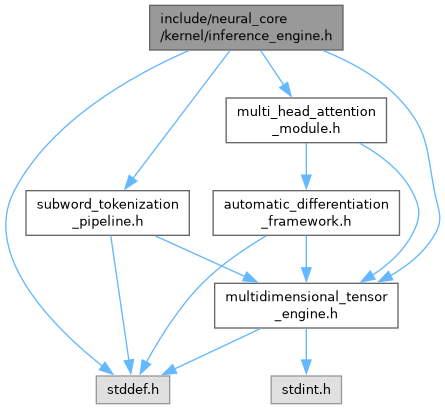 include/neural_core
/kernel/inference_engine.h
multi_head_attention
_module.h
subword_tokenization
_pipeline.h
automatic_differentiation
_framework.h
multidimensional_tensor
_engine.h
stddef.h
stdint.h